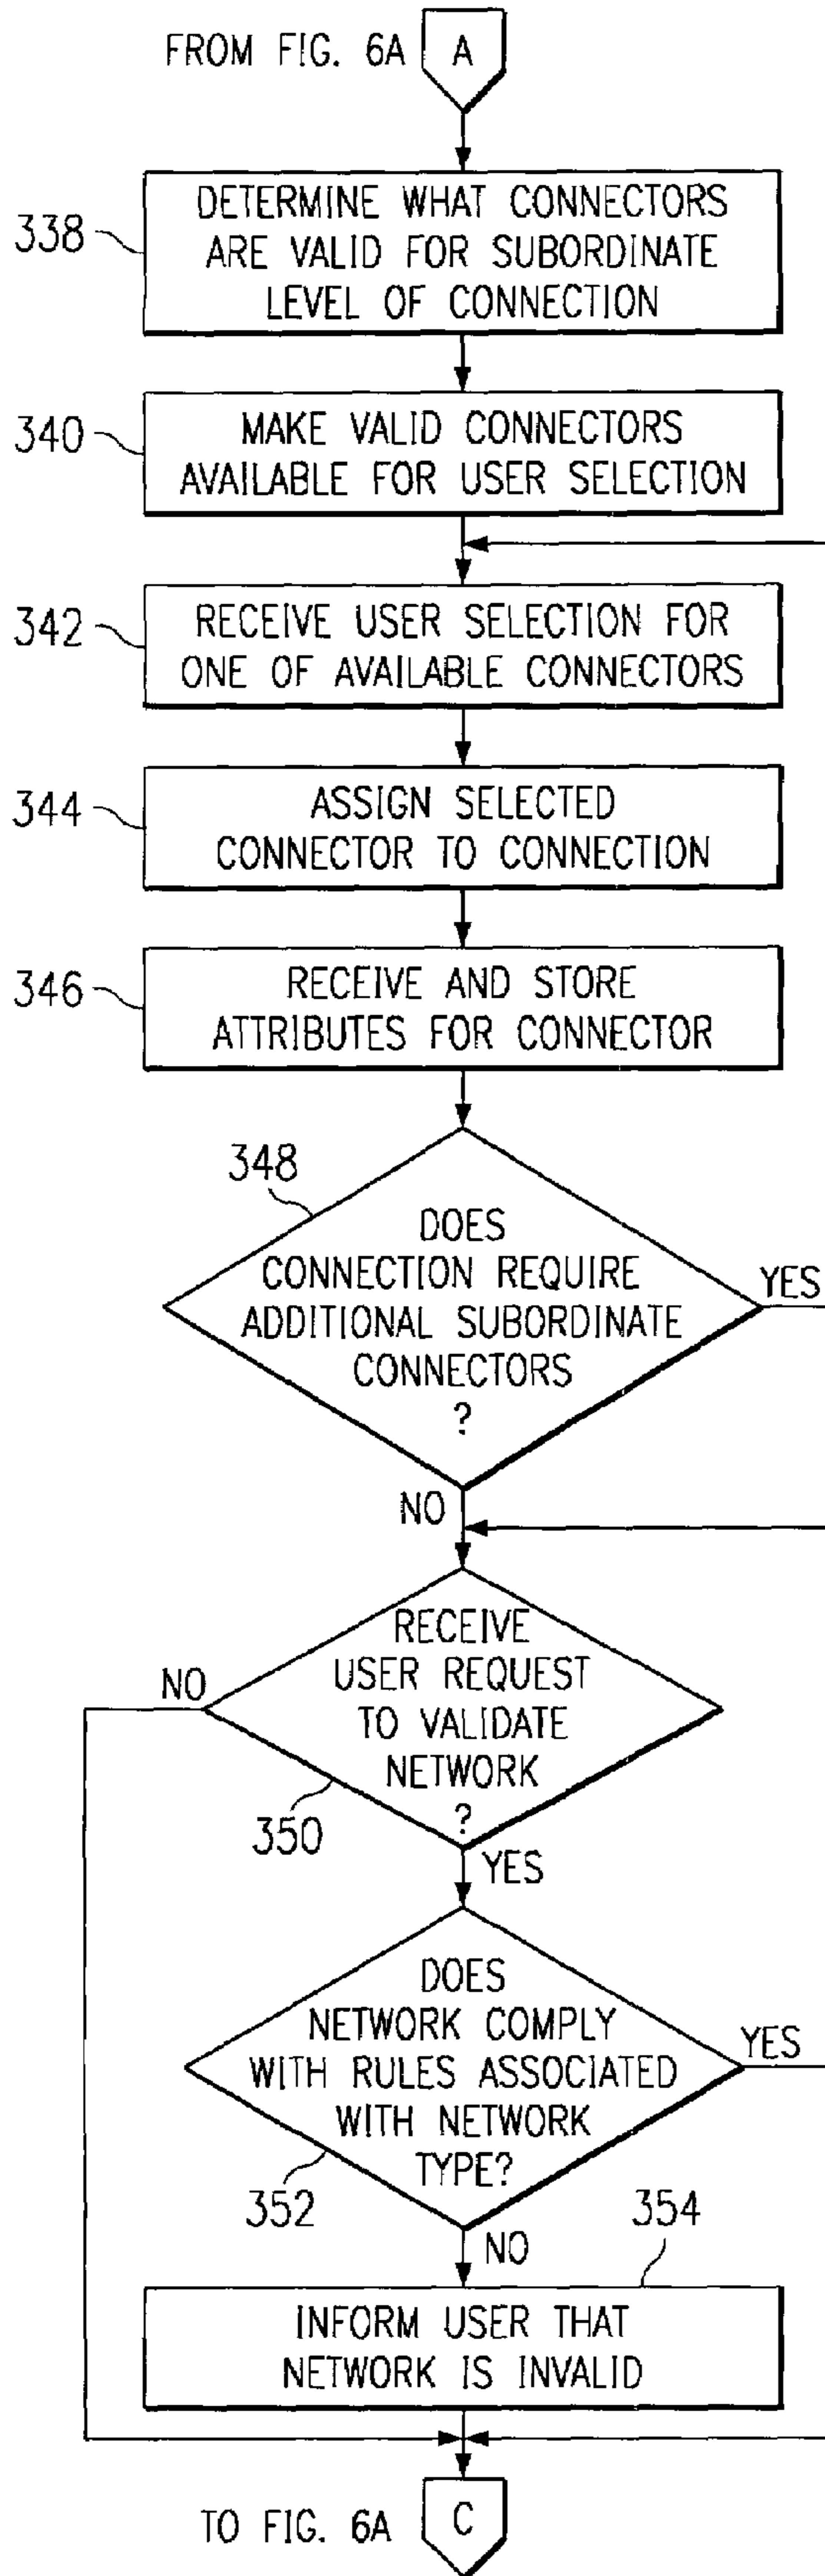 FROM FIG. 6A
A
338
DETERMINE WHAT CONNECTORS
ARE VALID FOR SUBORDINATE
LEVEL OF CONNECTION
340
MAKE VALID CONNECTORS
AVAILABLE FOR USER SELECTION
342
RECEIVE USER SELECTION FOR
ONE OF AVAILABLE CONNECTORS
344
ASSIGN SELECTED
CONNECTOR TO CONNECTION
346
RECEIVE AND STORE
ATTRIBUTES FOR CONNECTOR
348
DOES
CONNECTION REQUIRE
ADDITIONAL SUBORDINATE
CONNECTORS
?
YES
NO
RECEIVE
USER REQUEST
TO VALIDATE
NETWORK
?
NO
350
YES
DOES
NETWORK COMPLY
WITH RULES ASSOCIATED
WITH NETWORK
TYPE?
YES
352
NO
354
INFORM USER THAT
NETWORK IS INVALID
TO FIG. 6A
C